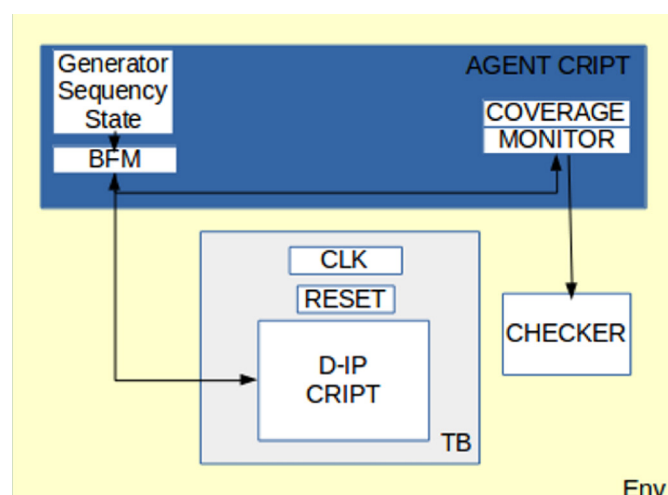 Generator
Sequency
State
BFM
AGENT CRIPT
COVERAGE
MONITOR
CLK
RESET
D-IP
CRIPT
TB
CHECKER
Env